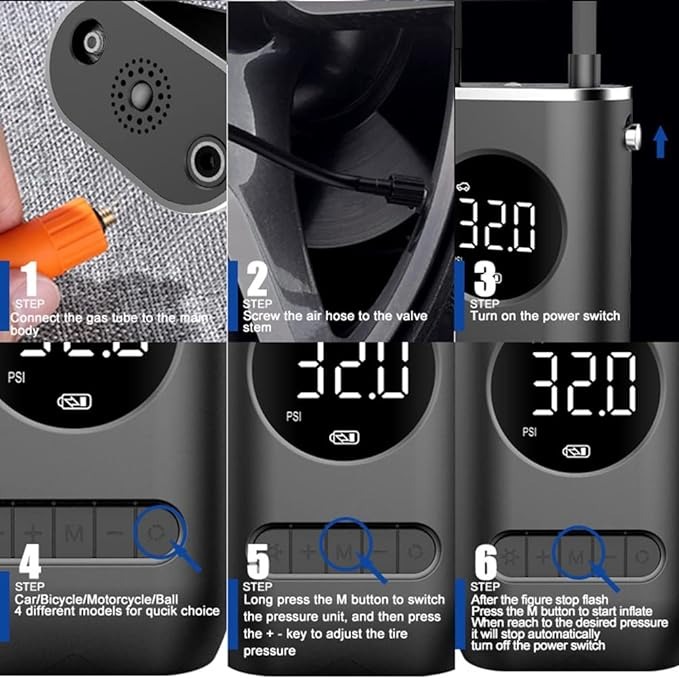 1
STEP
Connect the gas tube to the main
body
2
STEP
Screw the air hose to the valve
stem
32.0
PSI
3
STEP
Turn on the power switch
32.0
PSI
+ M −
4
STEP
Car/Bicycle/Motorcycle/Ball
4 different models for qucik choice
32.0
PSI
+ M −
5
STEP
Long press the M button to switch
the pressure unit, and then press
the + - key to adjust the tire
pressure
32.0
PSI
+ M −
6
STEP
After the figure stop flash
Press the M button to start inflate
When reach to the desired pressure
it will stop automatically
turn off the power switch